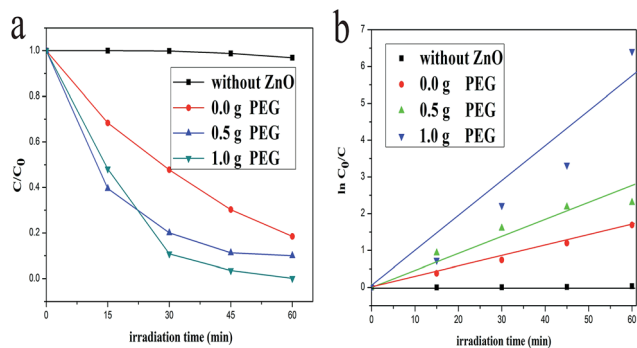 a
C/C0
1.0
0.8
0.6
0.4
0.2
0.0
without ZnO
0.0 g PEG
0.5 g PEG
1.0 g PEG
0 15 30 45 60
irradiation time (min)
b
ln C0/C
7
6
5
4
3
2
1
0
without ZnO
0.0 g PEG
0.5 g PEG
1.0 g PEG
0 10 20 30 40 50 60
irradiation time (min)